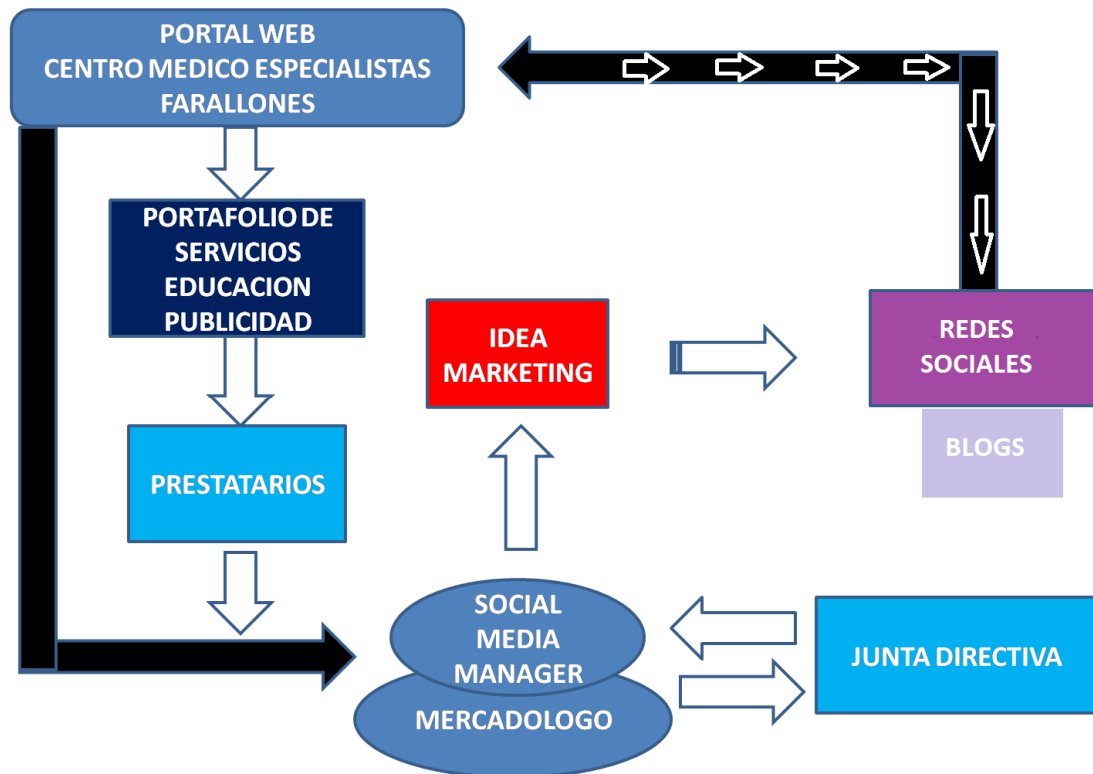 PORTAL WEB
CENTRO MEDICO ESPECIALISTAS
FARALLONES
PORTAFOLIO DE
SERVICIOS
EDUCACION
PUBLICIDAD
IDEA
MARKETING
REDES
SOCIALES
BLOGS
PRESTATARIOS
SOCIAL
MEDIA
MANAGER
MERCADOLOGO
JUNTA DIRECTIVA